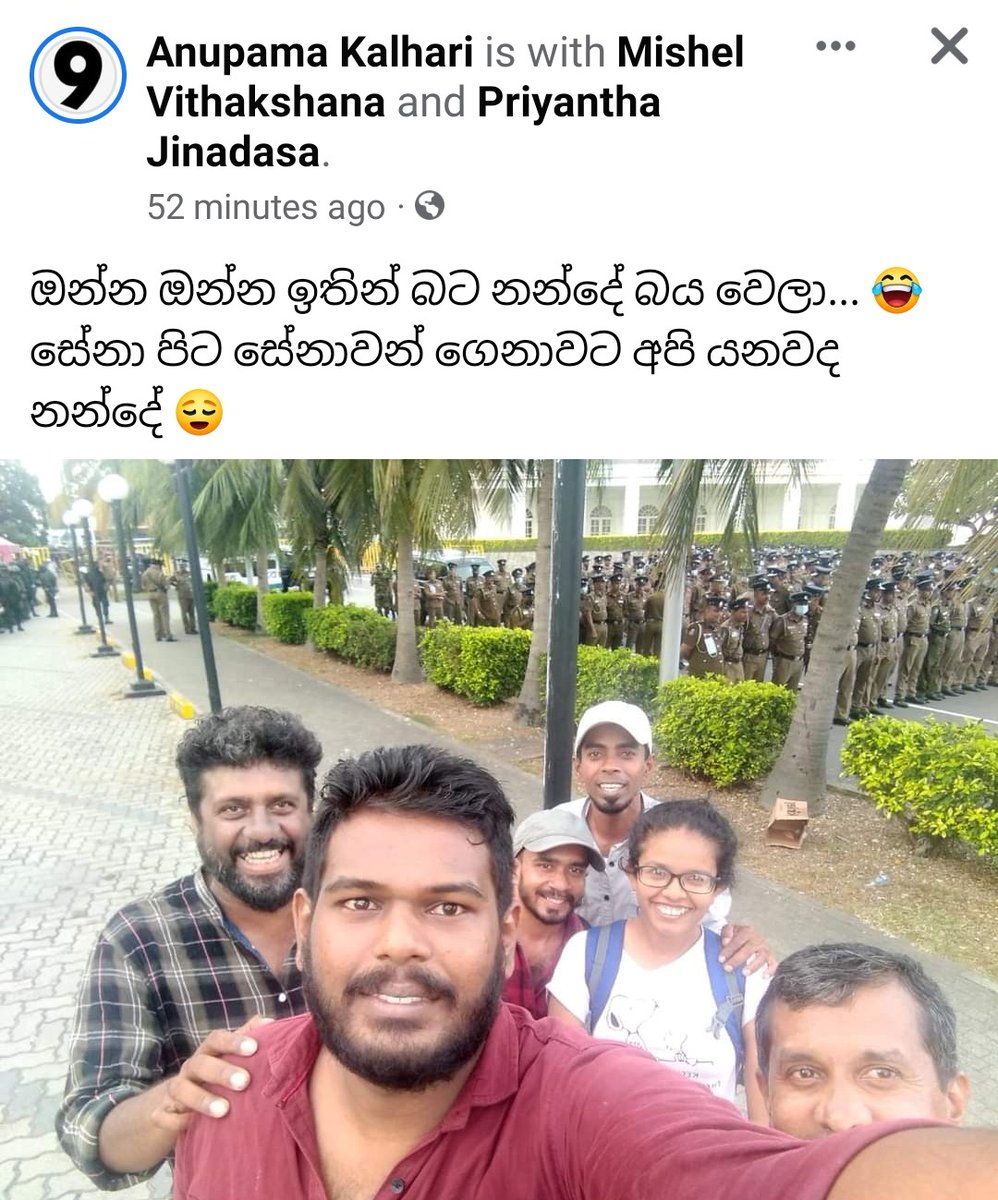 9
Anupama Kalhari is with Mishel
Vithakshana and Priyantha
Jinadasa.
52 minutes ago ·
ඔන්න ඔන්න ඉතින් බට නන්දේ බය වෙලා... 😂
සේනා පිට සේනාවන් ගෙනාවට අපි යනවද
නන්දේ 😌